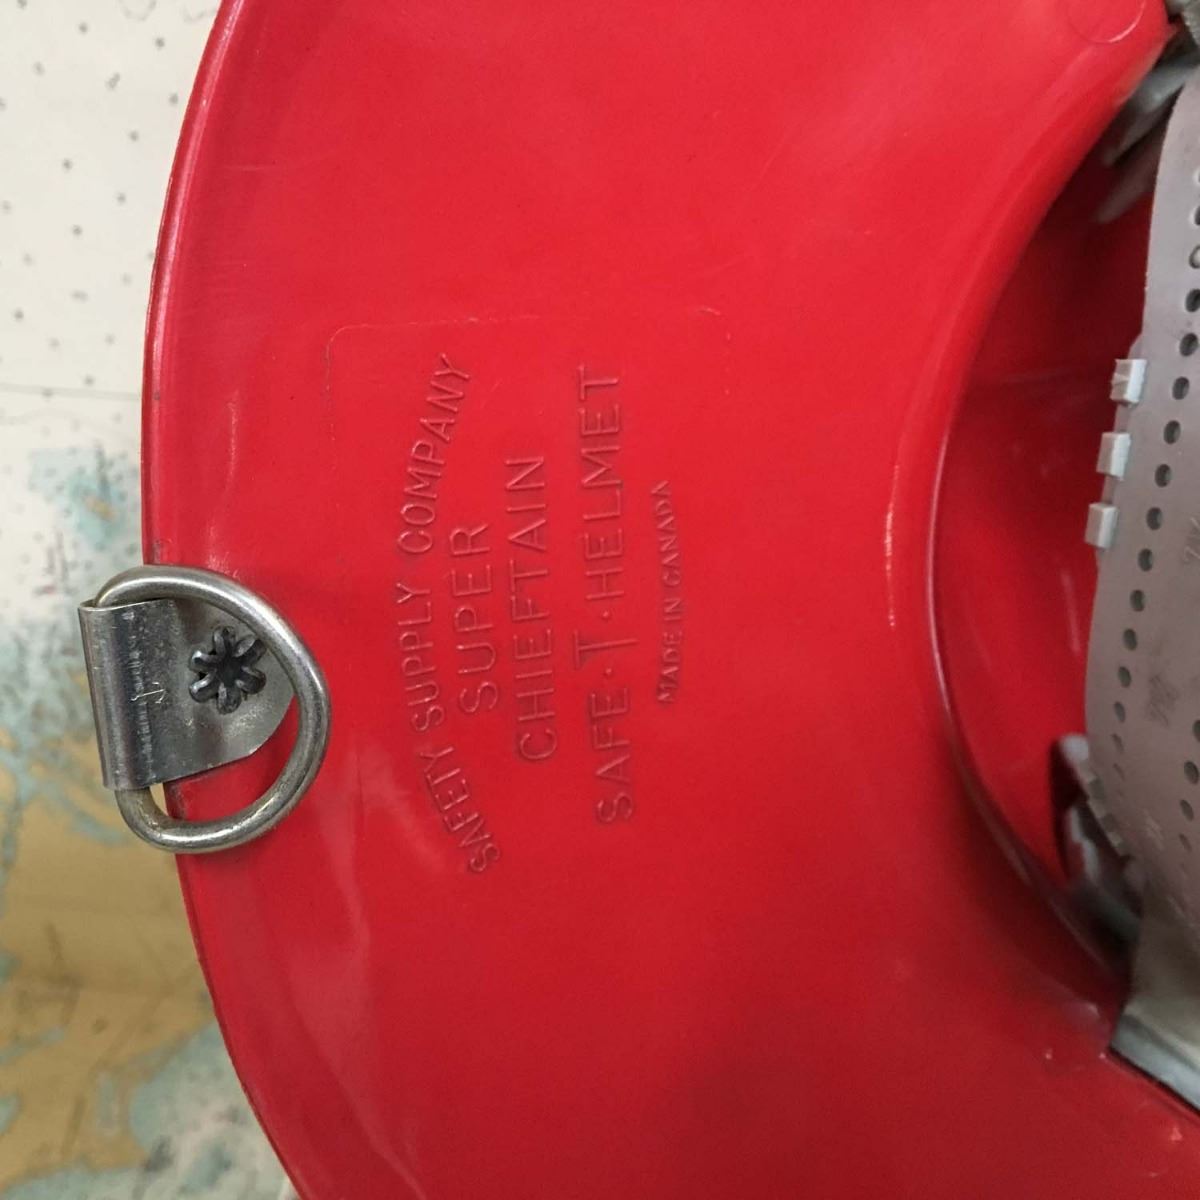 SAFETY SUPPLY COMPANY
SUPER
CHIEFTAIN
SAFE·T·HELMET
MADE IN CANADA